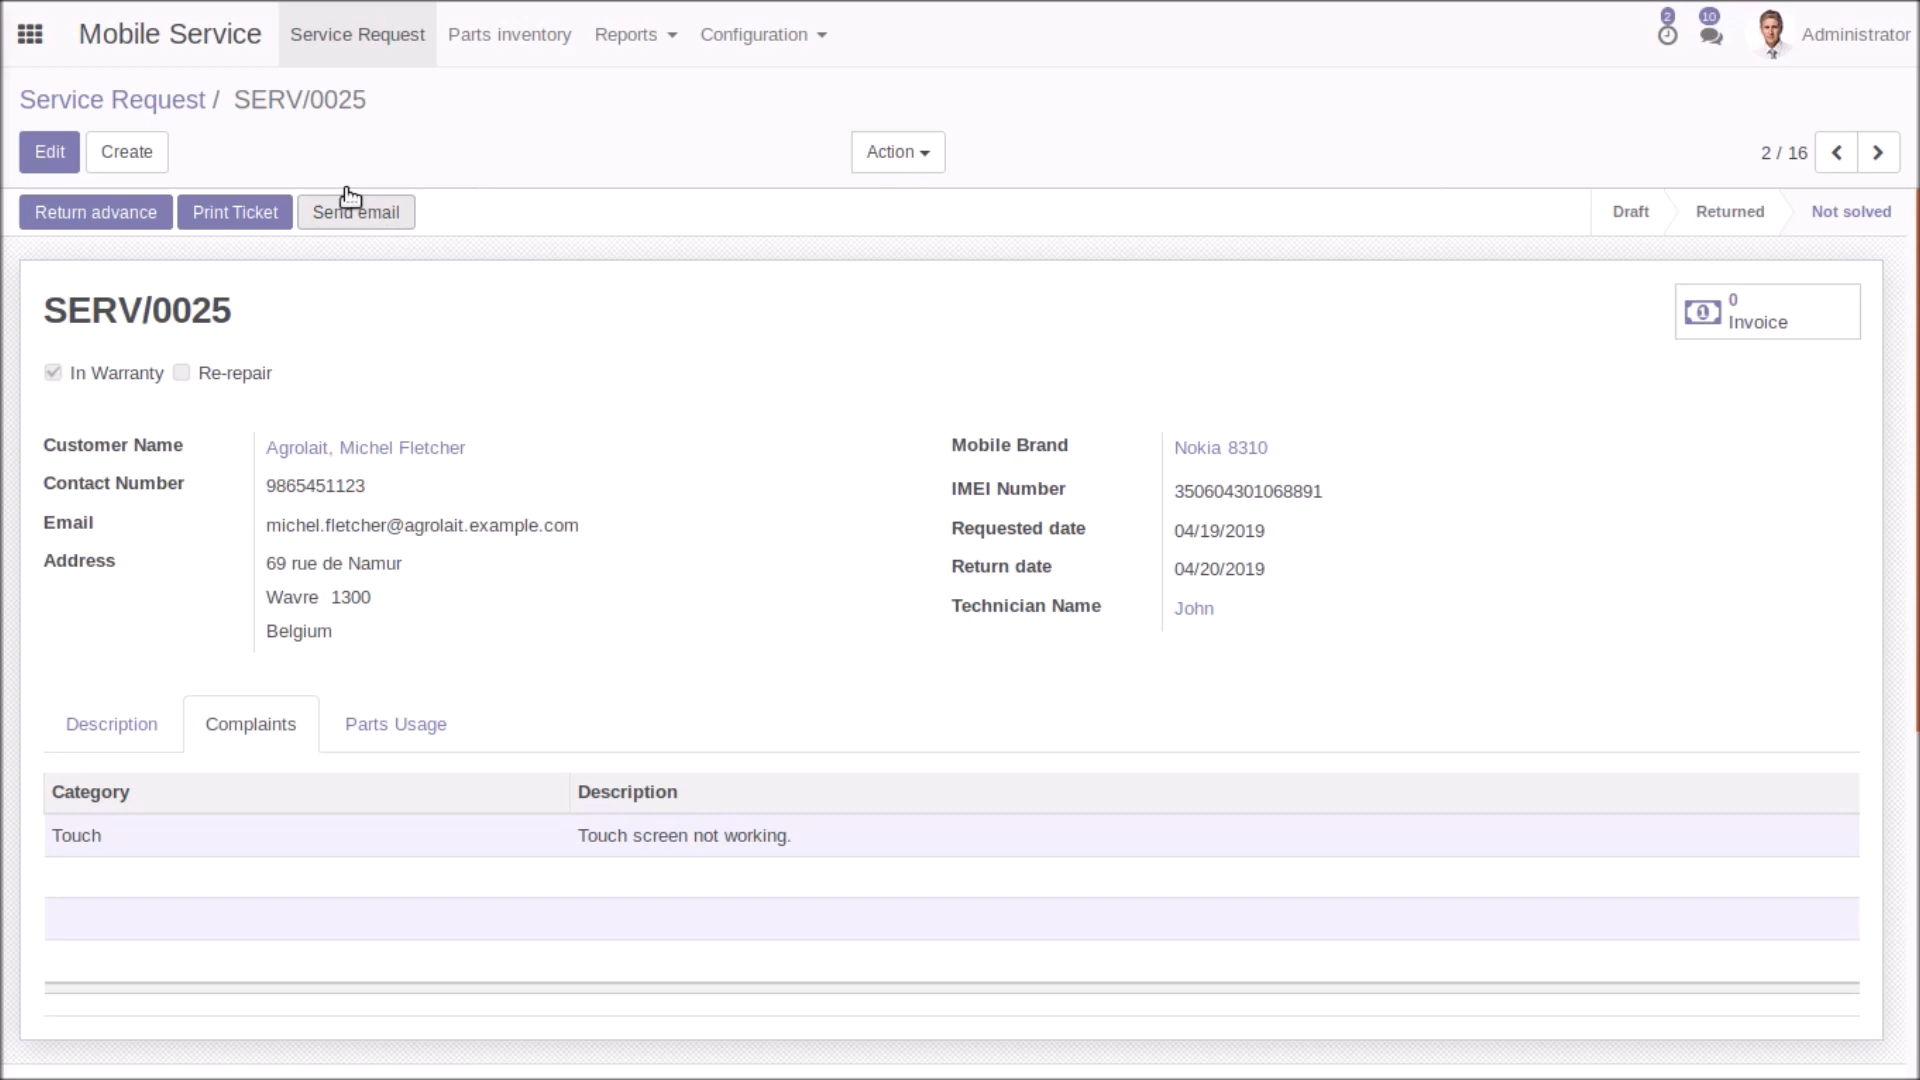 Mobile Service Service Request Parts inventory Reports Configuration 2 10 Administrator
Service Request / SERV/0025
Edit Create Action 2 / 16
Return advance Print Ticket Send email Draft Returned Not solved
SERV/0025
0
Invoice
In Warranty Re-repair
Customer Name Agrolait, Michel Fletcher
Contact Number 9865451123
Email michel.fletcher@agrolait.example.com
Address 69 rue de Namur
Wavre 1300
Belgium
Mobile Brand Nokia 8310
IMEI Number 350604301068891
Requested date 04/19/2019
Return date 04/20/2019
Technician Name John
Description Complaints Parts Usage
Category Description
Touch Touch screen not working.